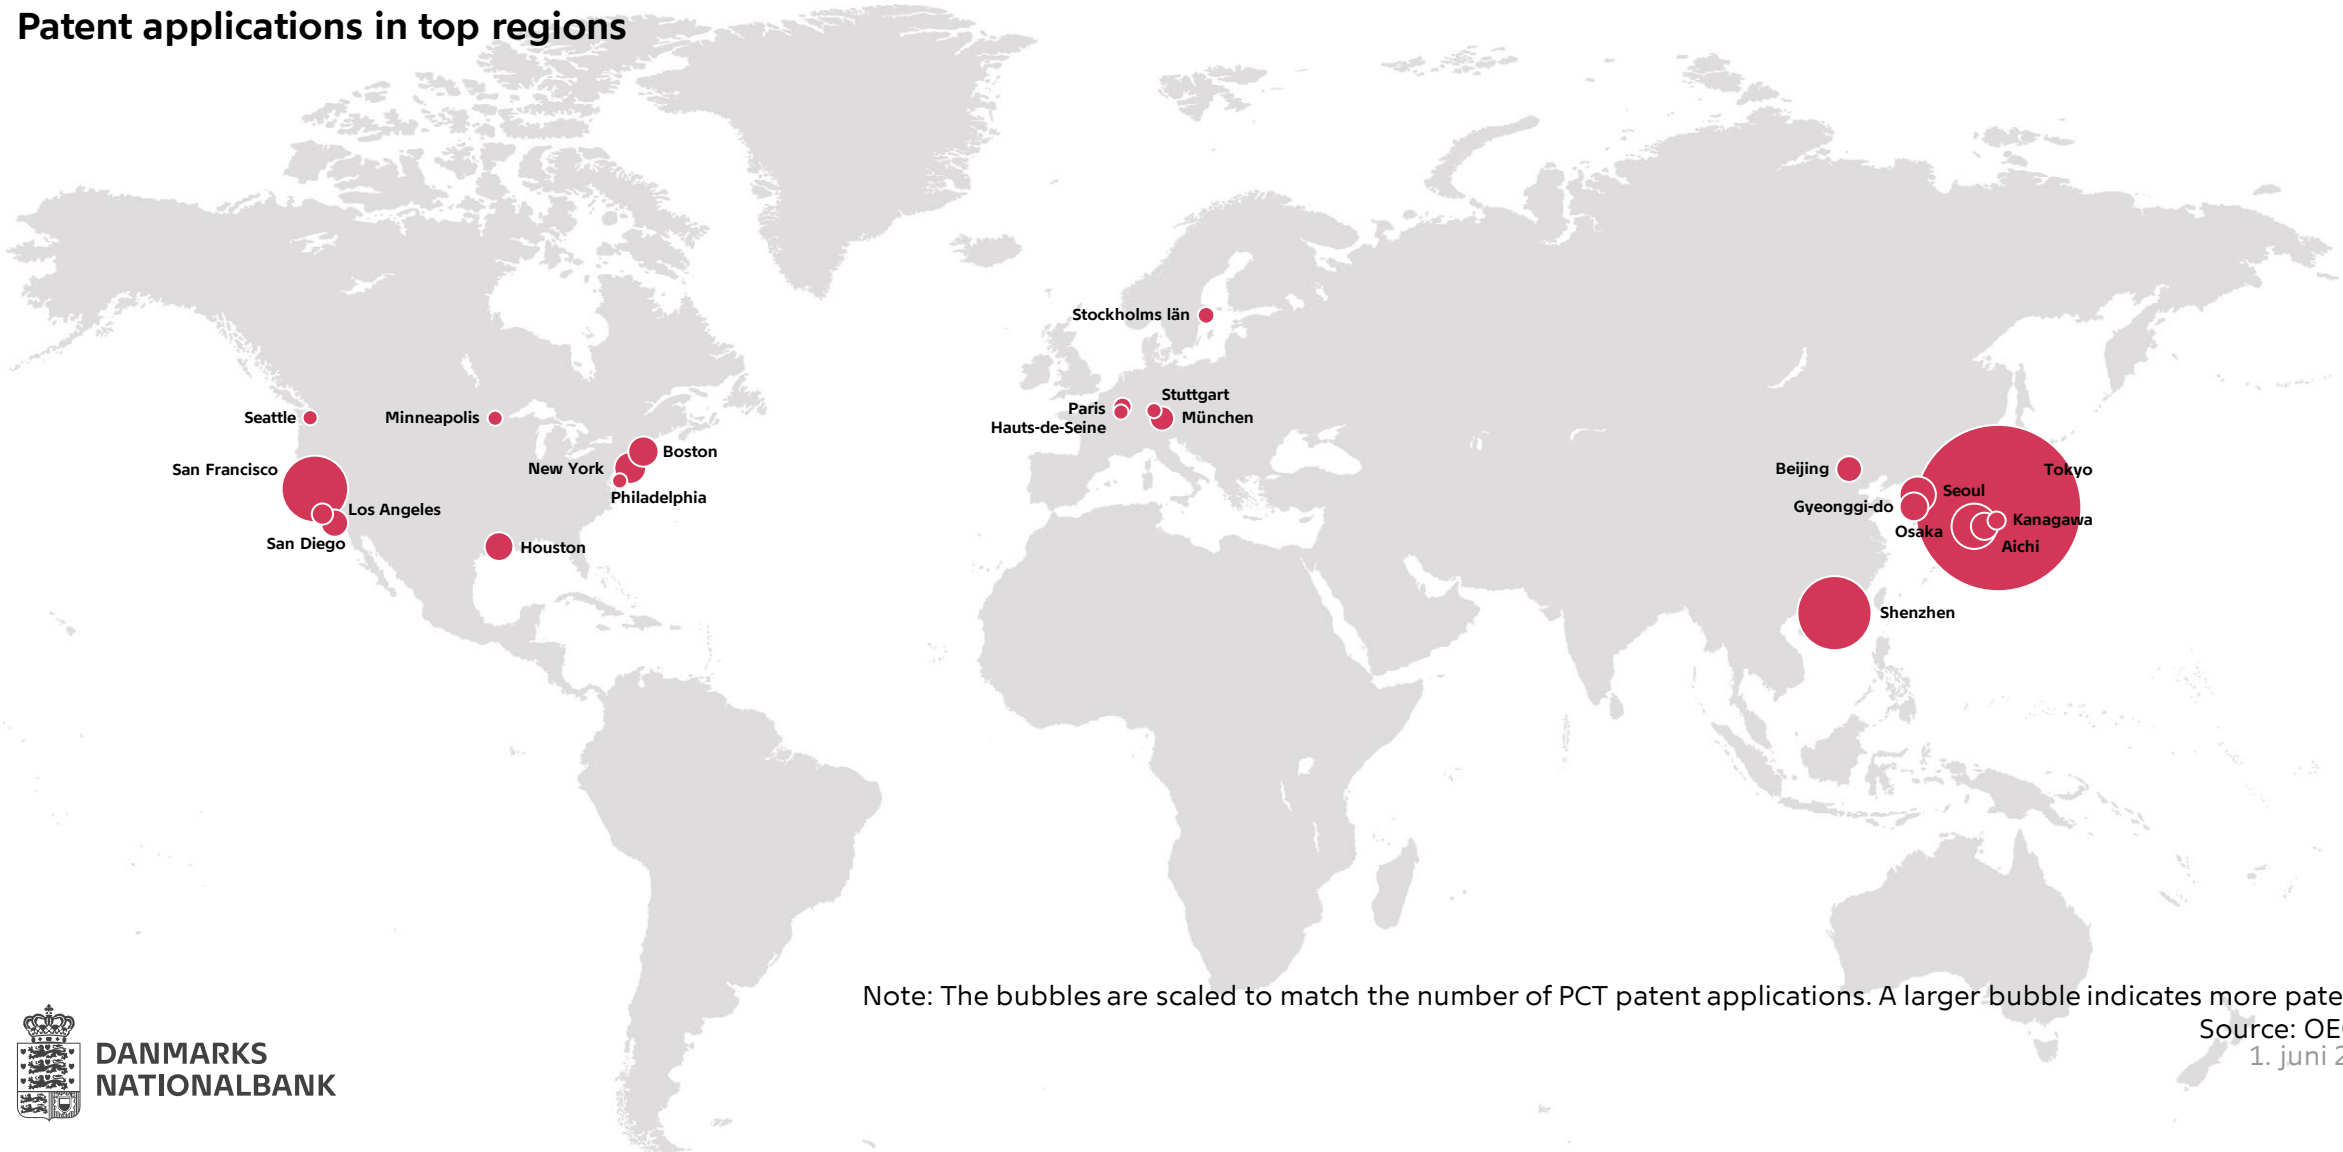 Patent applications in top regions
Stockholms län
Stuttgart
Paris
München
Hauts-de-Seine
Seattle
Minneapolis
Boston
New York
Philadelphia
San Francisco
Los Angeles
San Diego
Houston
Beijing
Tokyo
Seoul
Gyeonggi-do
Kanagawa
Osaka
Aichi
Shenzhen
Note: The bubbles are scaled to match the number of PCT patent applications. A larger bubble indicates more
Source:
1. juni
DANMARKS
NATIONALBANK